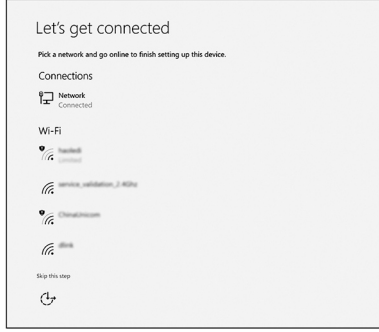 Let's get connected
Pick a network and go online to finish setting up this device.
Connections
Network
Connected
Wi-Fi
Limited
service_validation_2.4Ghz
ChinaUnicom
dlink
Skip this step